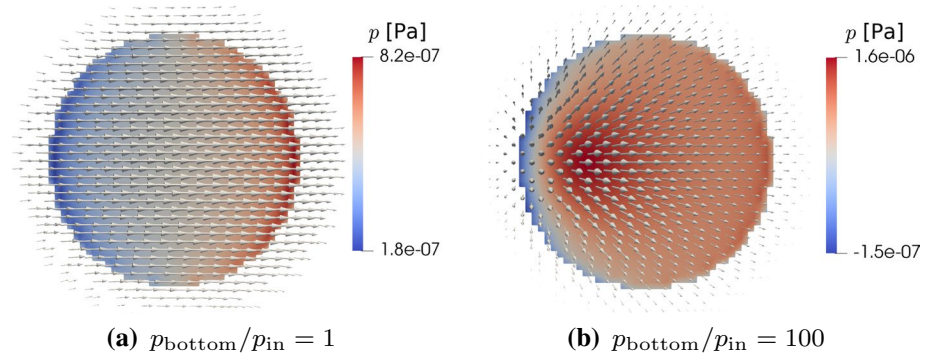 p [Pa]
8.2e-07
1.8e-07
p [Pa]
1.6e-06
-1.5e-07
(a) p_bottom/p_in = 1
(b) p_bottom/p_in = 100